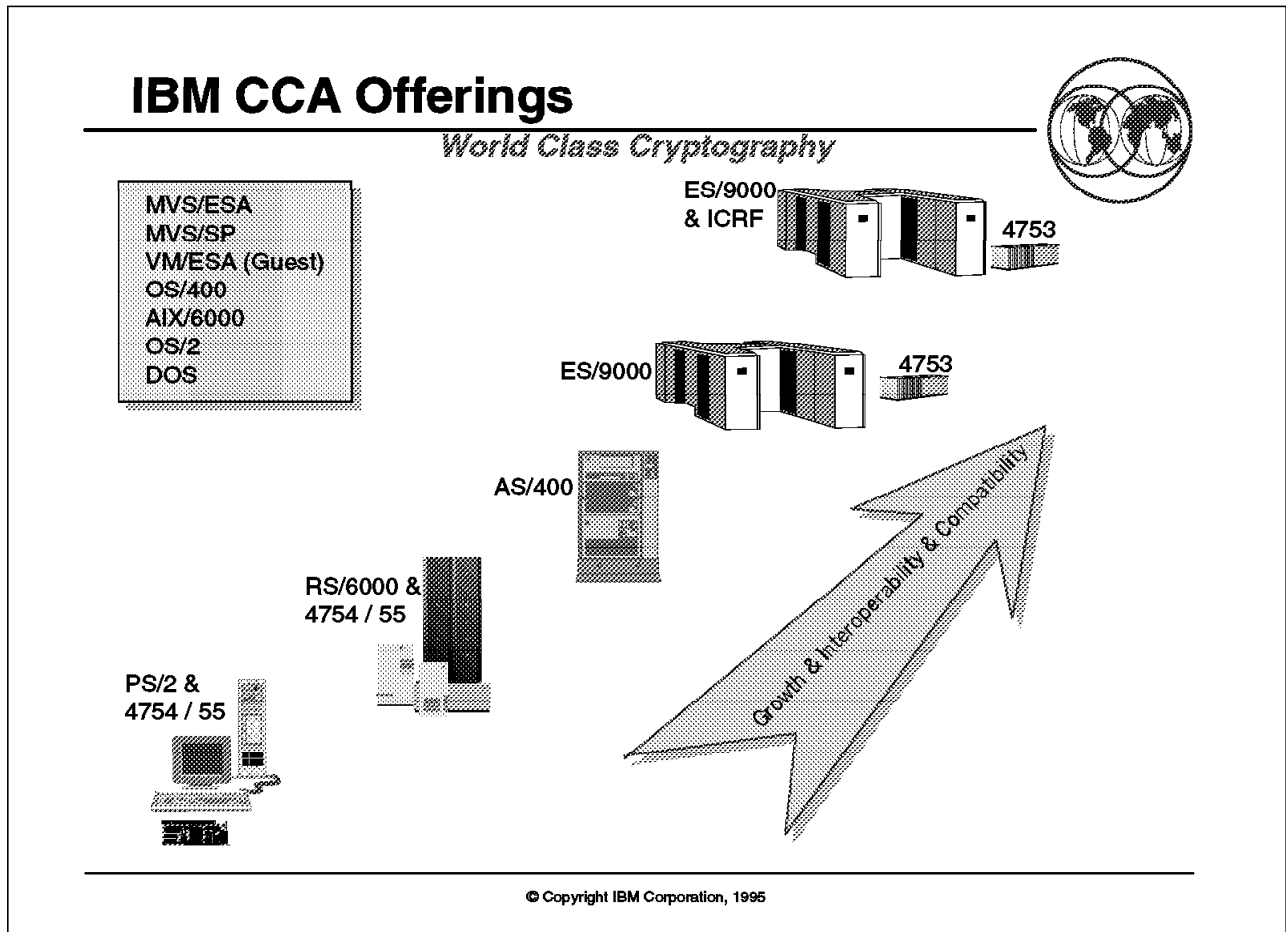 IBM CCA Offerings
World Class Cryptography
MVS/ESA
MVS/SP
VM/ESA (Guest)
OS/400
AIX/6000
OS/2
DOS
ES/9000
& ICRF
4753
ES/9000
4753
AS/400
RS/6000 &
4754 / 55
PS/2 &
4754 / 55
Growth & Interoperability & Compatibility
© Copyright IBM Corporation, 1995